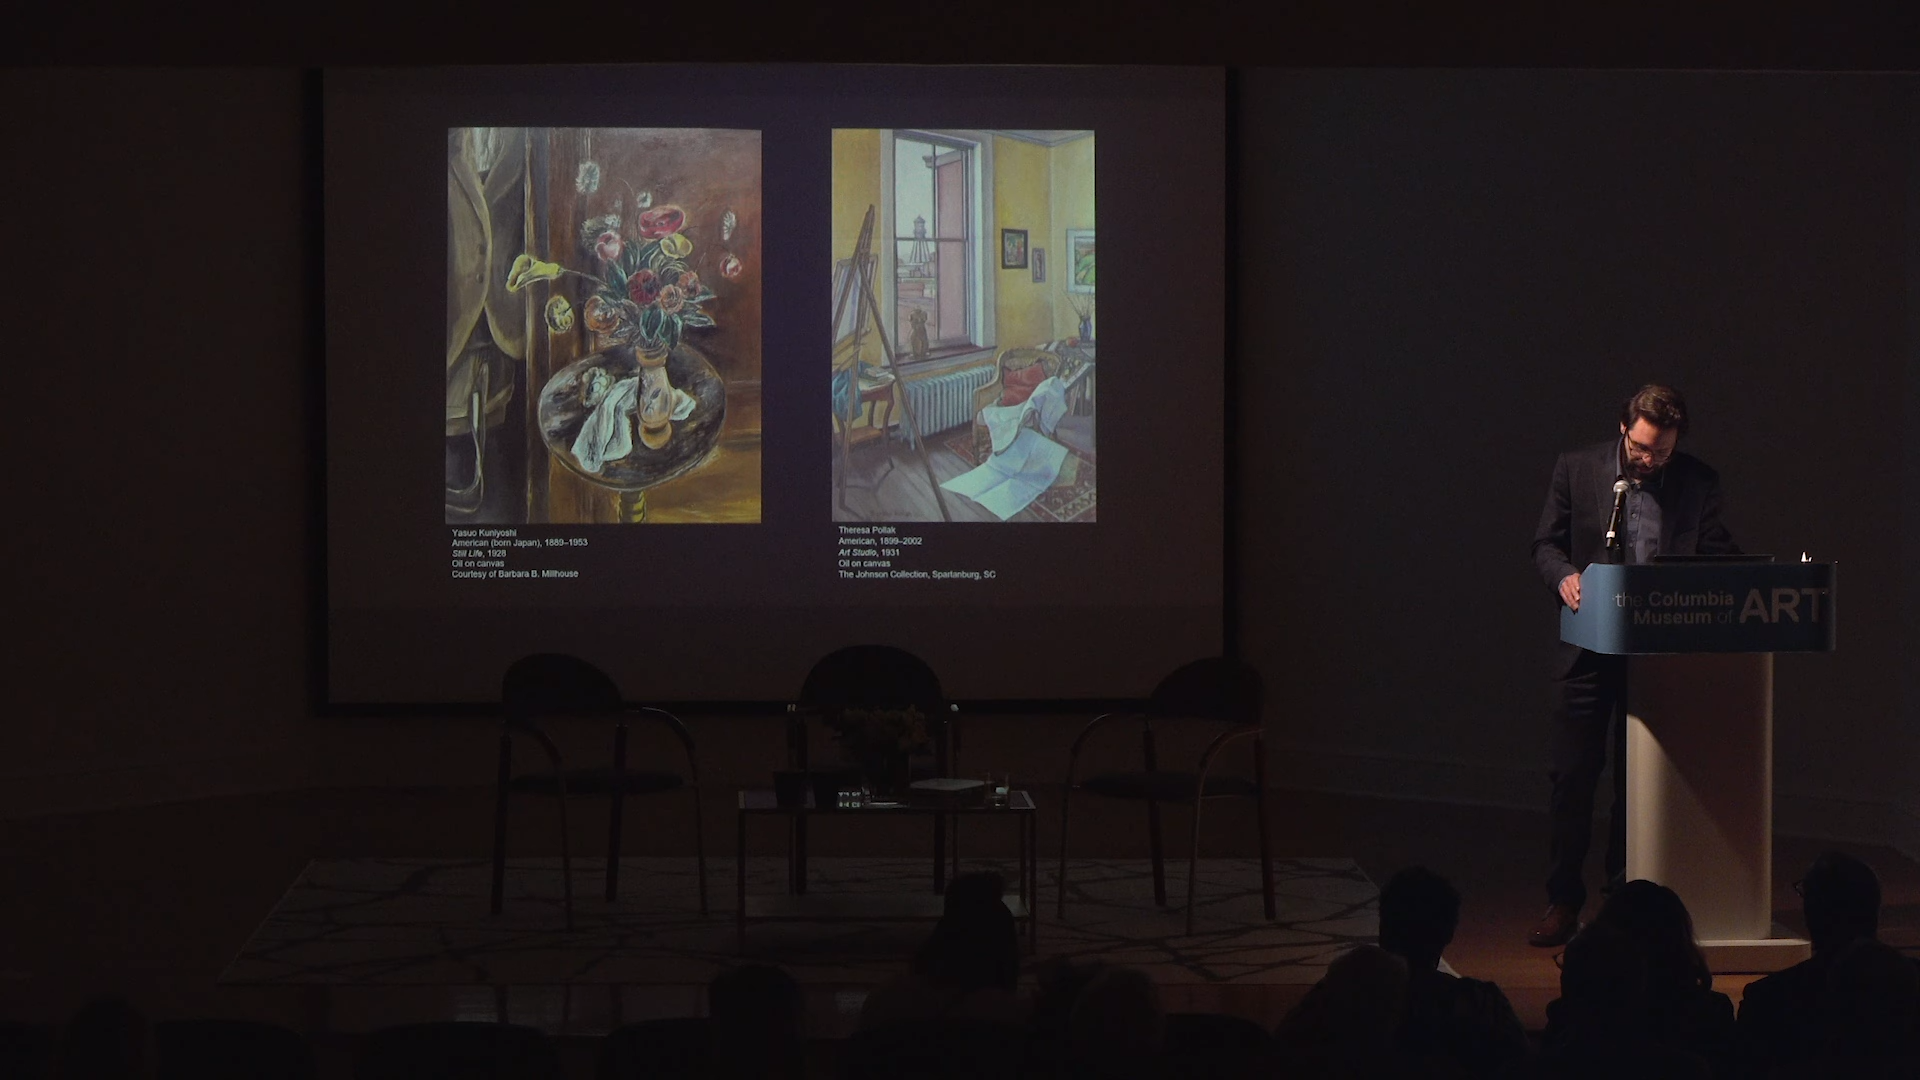 Yasuo Kuniyoshi
American (born Japan), 1889–1953
Still Life, 1928
Oil on canvas
Courtesy of Barbara B. Millhouse
Theresa Pollak
American, 1899–2002
Art Studio, 1931
Oil on canvas
The Johnson Collection, Spartanburg, SC
the Columbia
Museum of ART